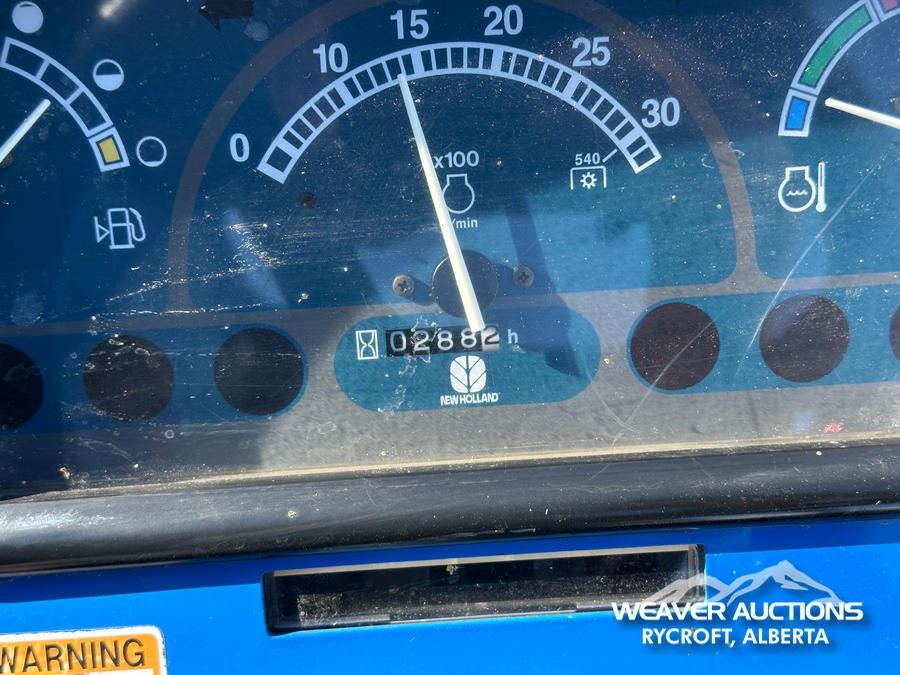 0
10
15
20
25
30
x100
/min
540
02882 h
NEW HOLLAND
WARNING
WEAVER AUCTIONS
RYCROFT, ALBERTA